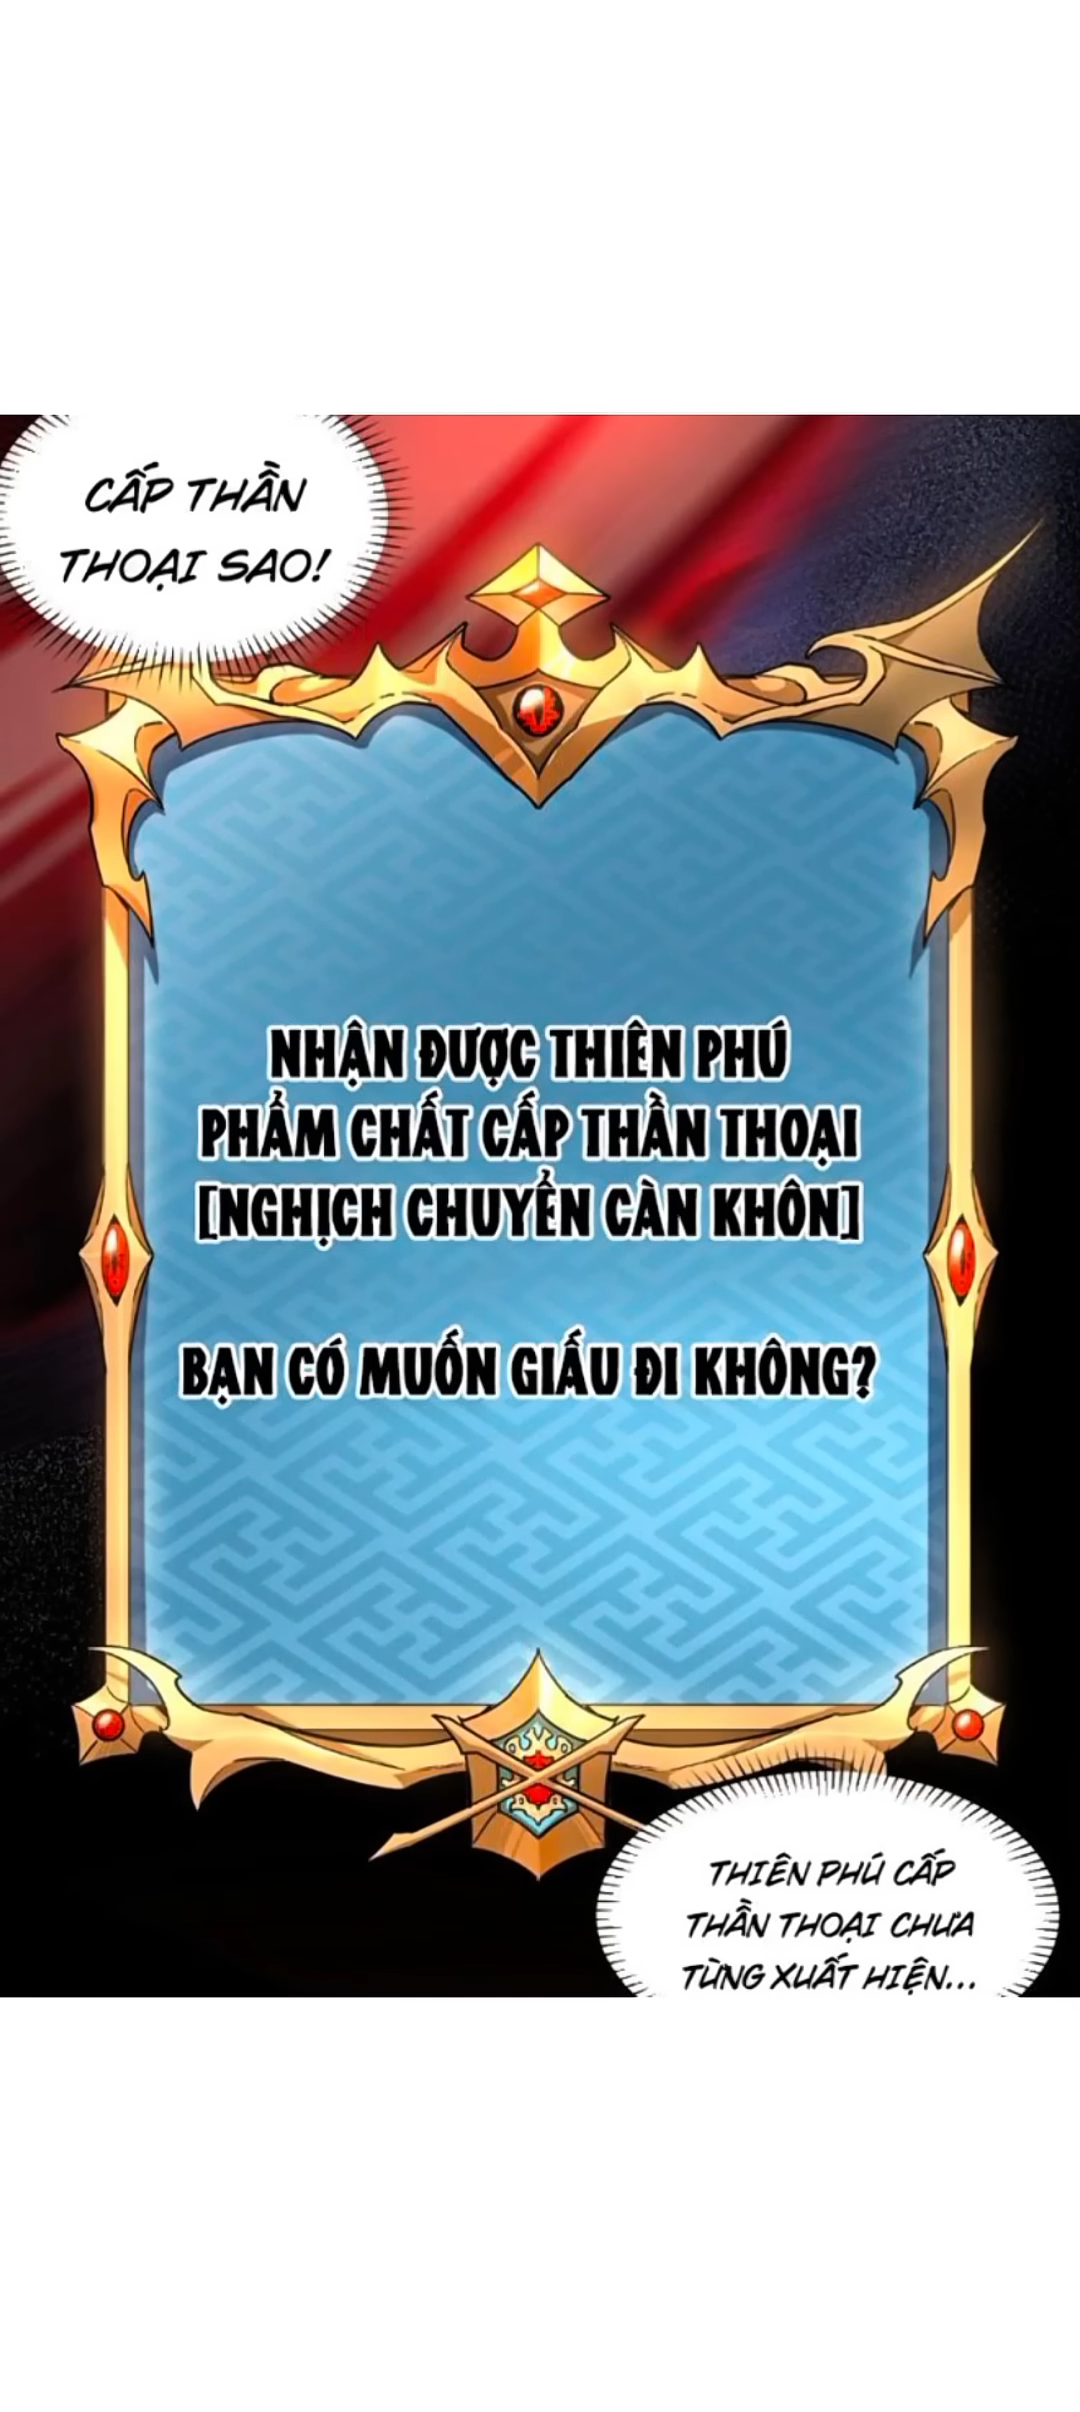 CẤP THẦN
THOẠI SAO!
NHẬN ĐƯỢC THIÊN PHÚ
PHẨM CHẤT CẤP THẦN THOẠI
[NGHỊCH CHUYỂN CÀN KHÔN]
BẠN CÓ MUỐN GIẤU ĐI KHÔNG?
THIÊN PHÚ CẤP
THẦN THOẠI CHƯA
TỪNG XUẤT HIỆN...